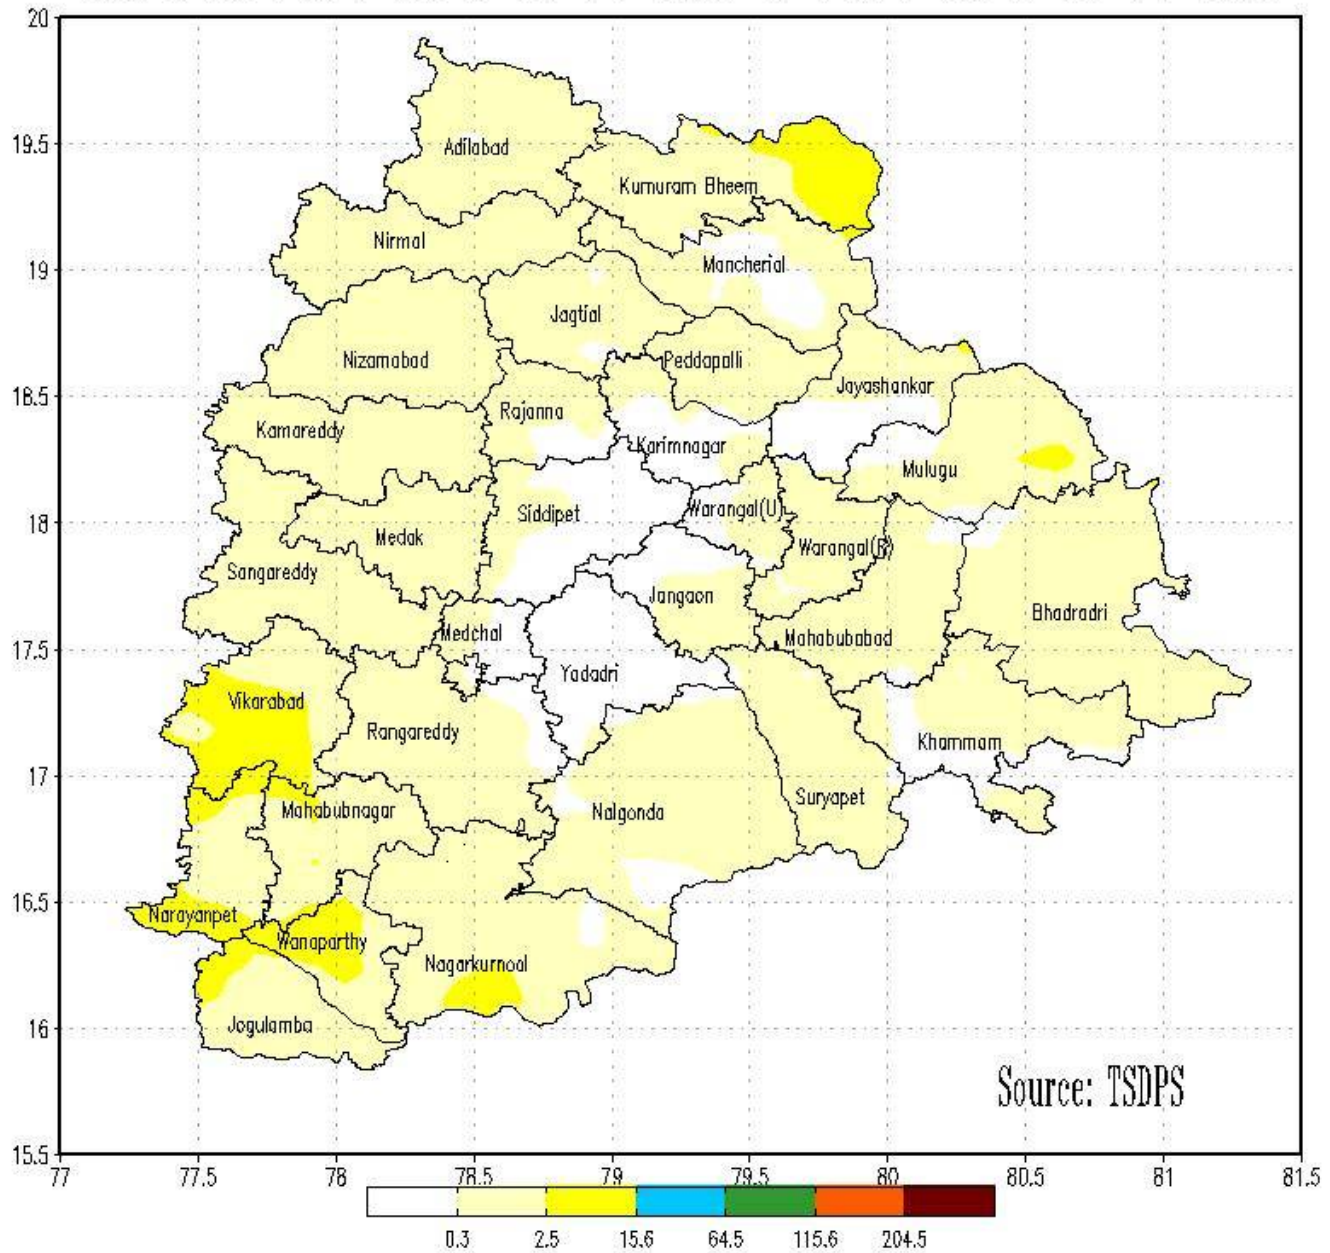 20
19.5
Adilabad
Kumuram Bheem
Nirmal
19
Mancherial
Jagtial
Nizamabad
Peddapalli
Jayashankar
18.5
Rajanna
Kamareddy
Karimnagar
Mulugu
18
Siddipet
Warangal(U)
Medak
Warangal(R)
Sangareddy
Jangaon
Bhadradri
17.5
Medchal
Mahabubabad
Yadadri
Vikarabad
Rangareddy
Khammam
17
Mahabubnagar
Nalgonda
Suryapet
16.5
Narayanpet
Wanaparthy
Nagarkurnoal
16
Jogulamba
Source: TSDPS
15.5
77 77.5 78 78.5 79 79.5 80 80.5 81 81.5
0.3 2.5 15.6 64.5 115.6 204.5